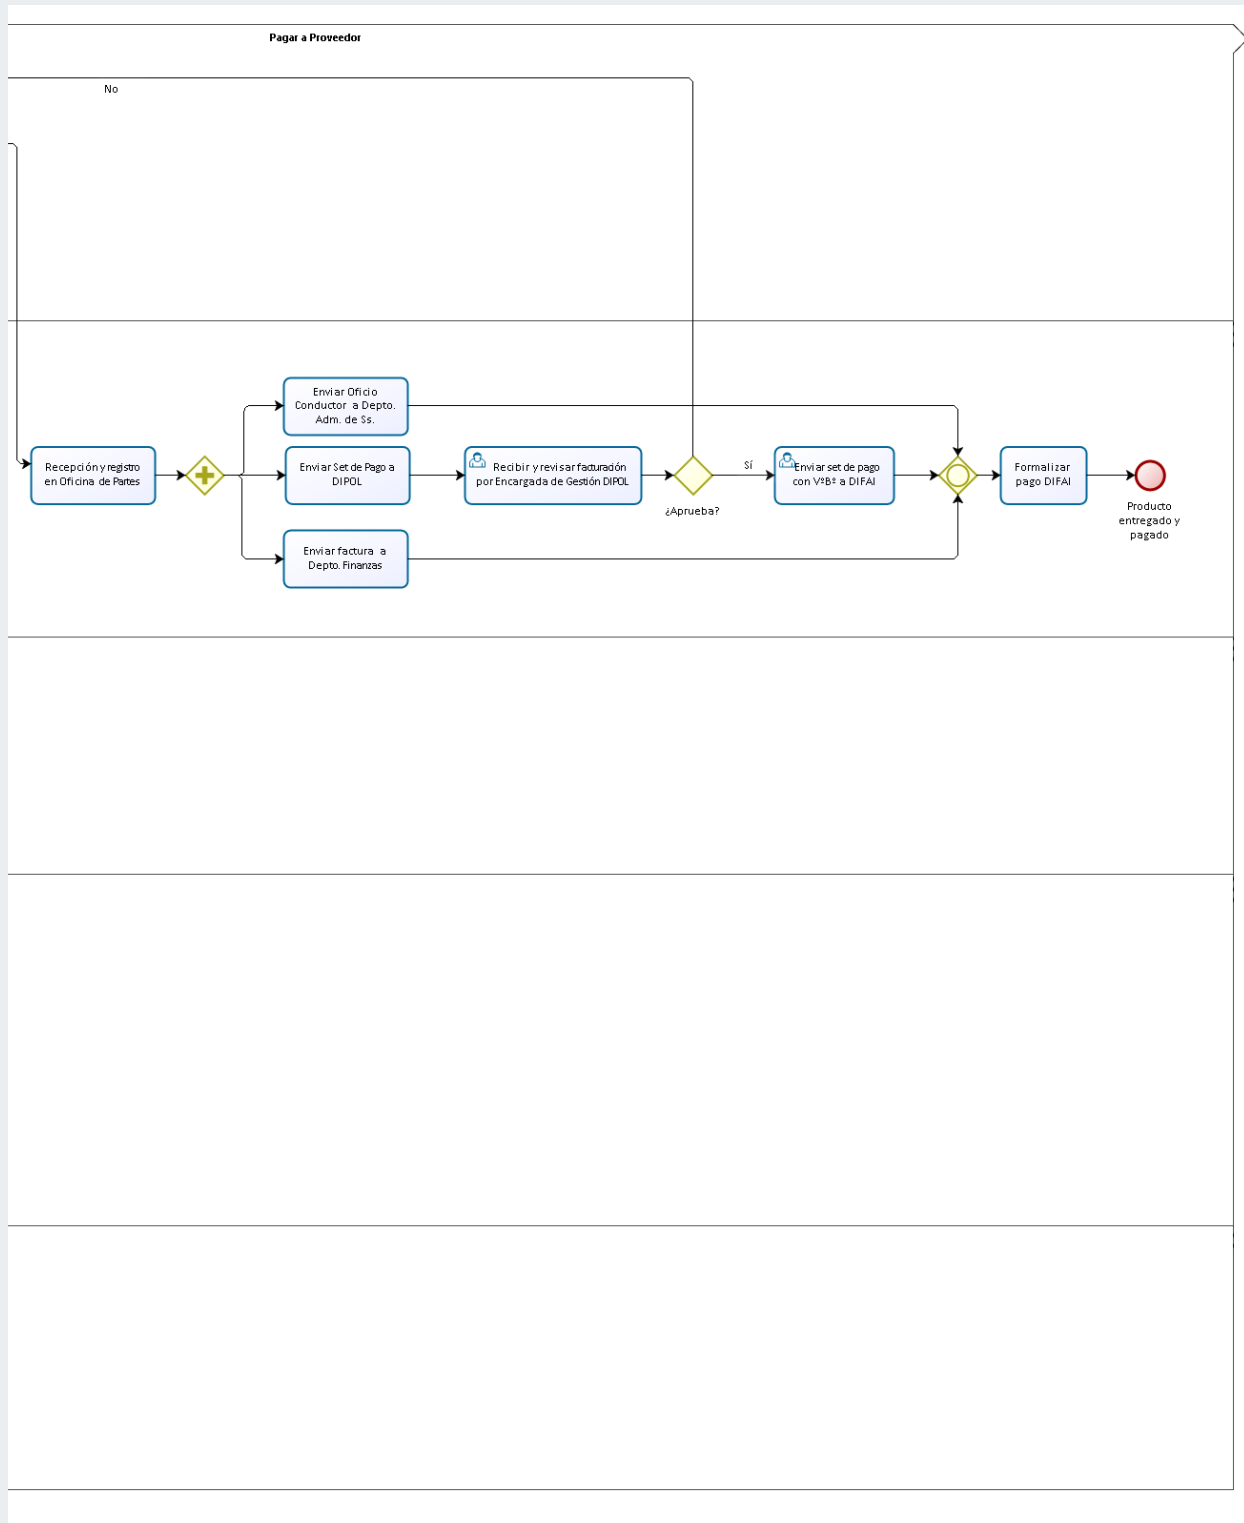 Pagar a Proveedor
No
Enviar Oficio
Conductor a Depto.
Adm. de Ss.
Recepción y registro
en Oficina de Partes
Enviar Set de Pago a
DIPOL
Recibir y revisar facturación
por Encargada de Gestión DIPOL
¿Aprueba?
Sí
Enviar set de pago
con VºBº a DIFAI
Formalizar
pago DIFAI
Producto
entregado y
pagado
Enviar factura a
Depto. Finanzas